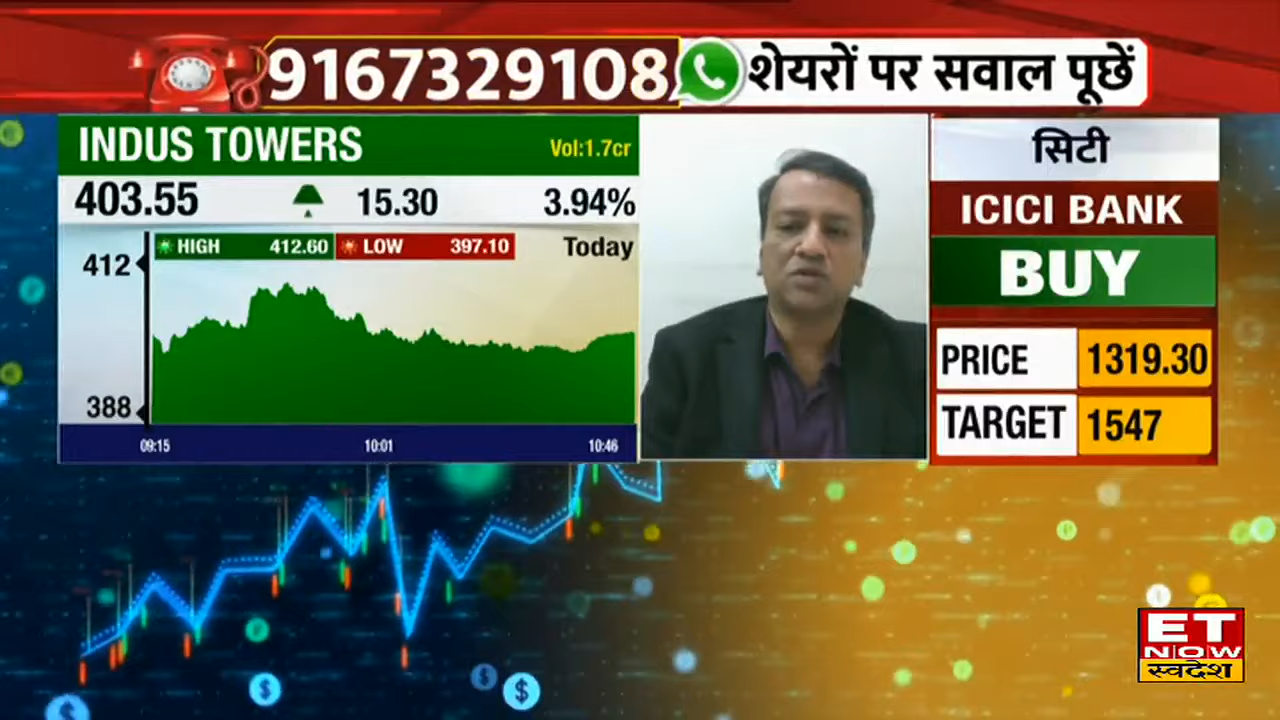 9167329108 शेयरों पर सवाल पूछें
INDUS TOWERS Vol:1.7cr
403.55 15.30 3.94%
HIGH 412.60 LOW 397.10 Today
412
388
09:15 10:01 10:46
सिटी
ICICI BANK
BUY
PRICE 1319.30
TARGET 1547
ET
NOW
स्वदेश